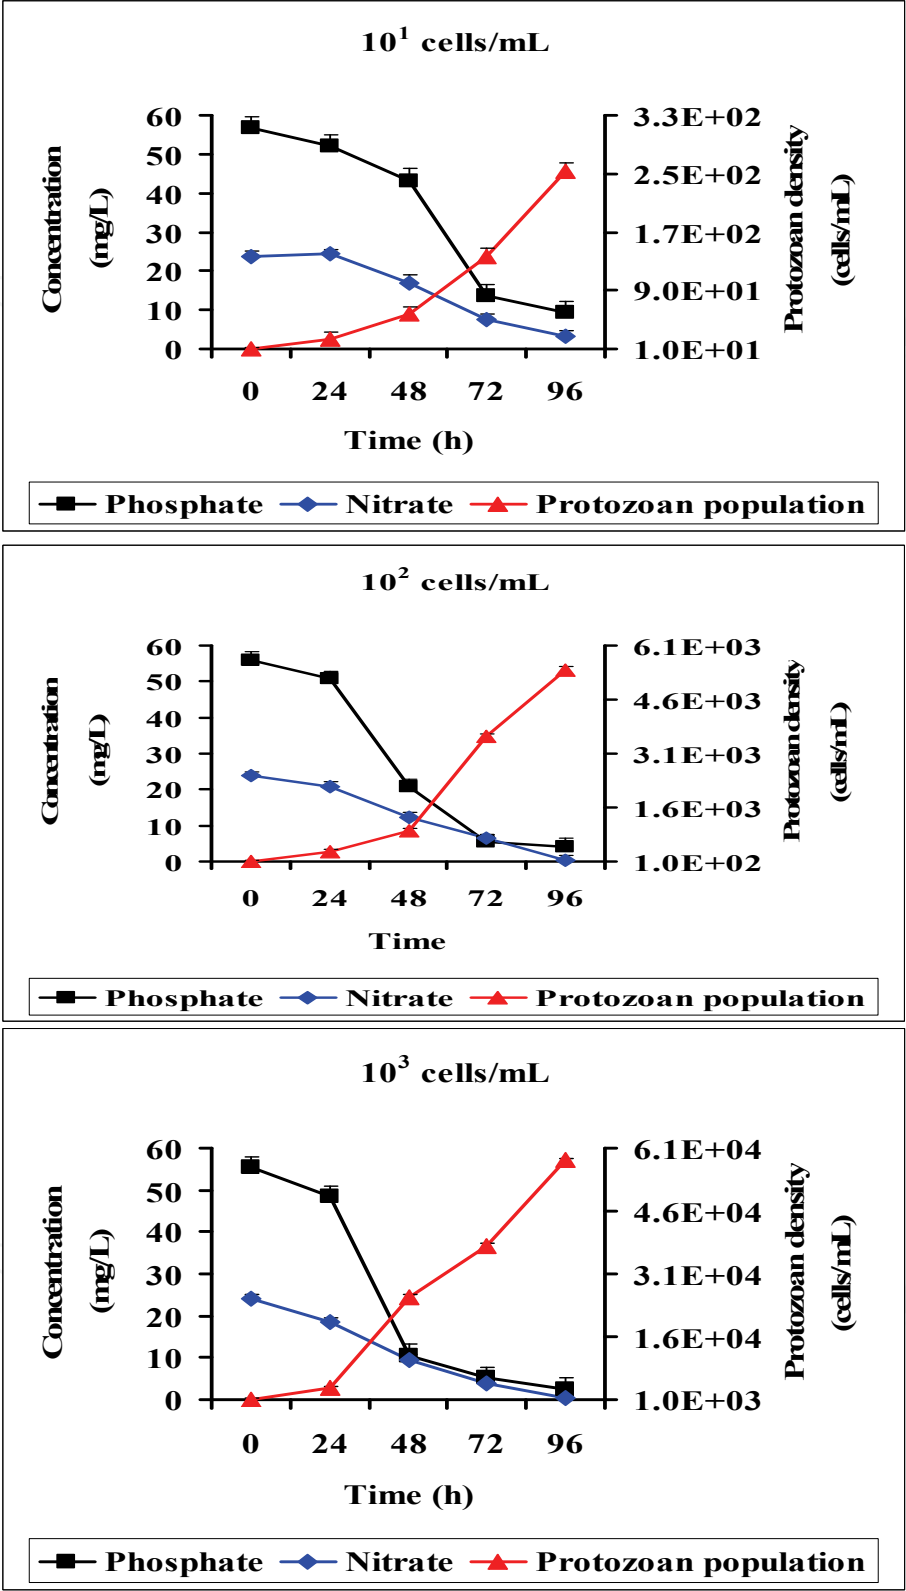 10¹ cells/mL
Concentration
(mg/L)
60
50
40
30
20
10
0
3.3E+02
2.5E+02
1.7E+02
9.0E+01
1.0E+01
Protozoan density
(cells/mL)
0 24 48 72 96
Time (h)
Phosphate Nitrate Protozoan population
10² cells/mL
Concentration
(mg/L)
60
50
40
30
20
10
0
6.1E+03
4.6E+03
3.1E+03
1.6E+03
1.0E+02
Protozoan density
(cells/mL)
0 24 48 72 96
Time
Phosphate Nitrate Protozoan population
10³ cells/mL
Concentration
(mg/L)
60
50
40
30
20
10
0
6.1E+04
4.6E+04
3.1E+04
1.6E+04
1.0E+03
Protozoan density
(cells/mL)
0 24 48 72 96
Time (h)
Phosphate Nitrate Protozoan population